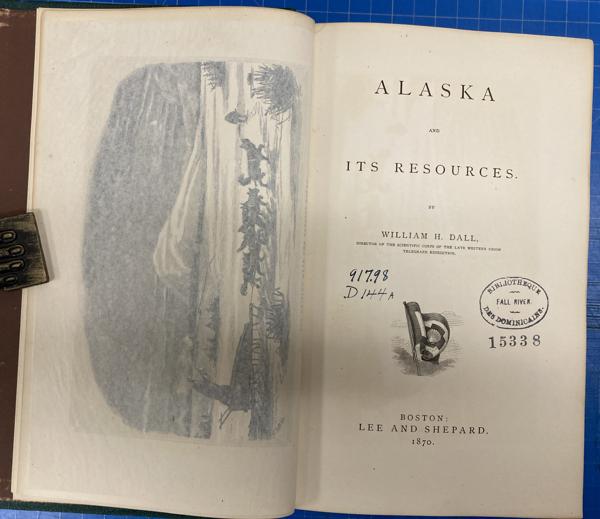 ALASKA
AND
ITS RESOURCES.
BY
WILLIAM H. DALL,
DIRECTOR OF THE SCIENTIFIC CORPS OF THE LATE WESTERN UNION
TELEGRAPH EXPEDITION.
917.98
D144A
BIBLIOTHEQUE
FALL RIVER.
DES DOMINICAINS.
15338
BOSTON:
LEE AND SHEPARD.
1870.